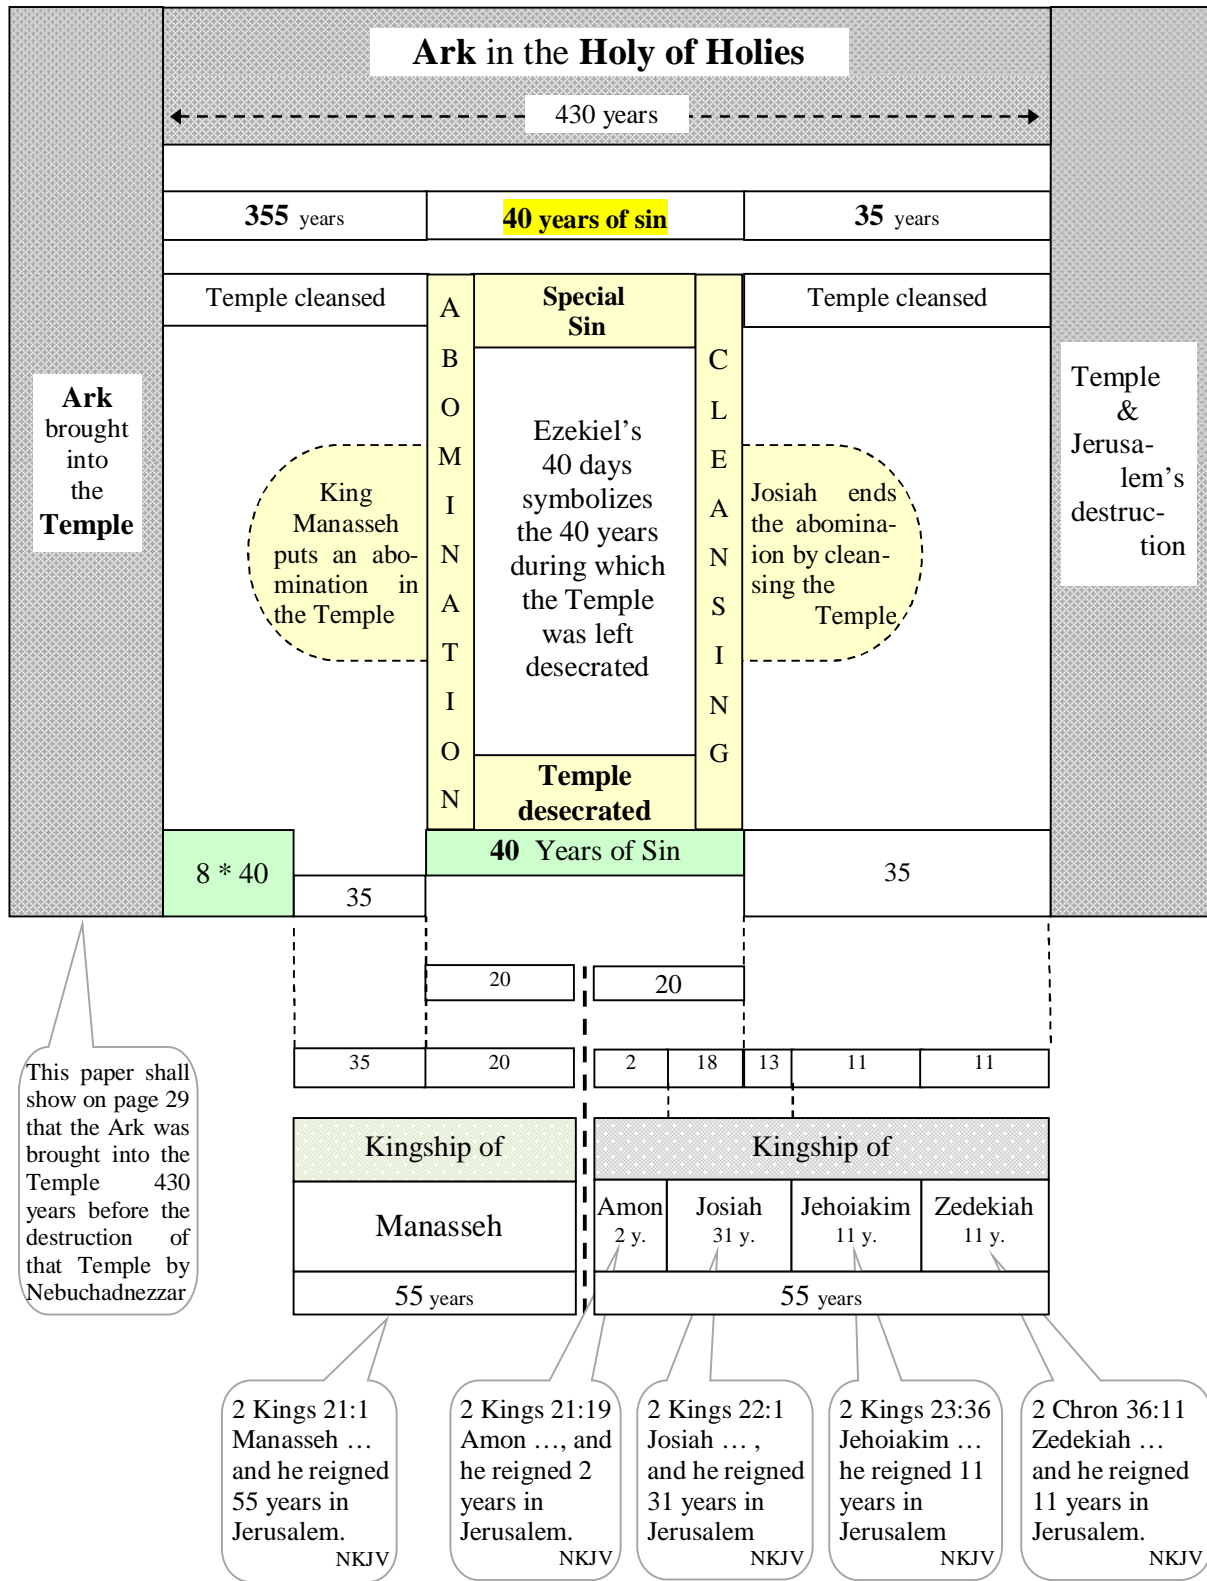 Ark in the Holy of Holies
430 years
355 years
40 years of sin
35 years
Temple cleansed
Special
Sin
Temple cleansed
Ark
brought
into
the
Temple
King
Manasseh
puts an abo-
mination in
the Temple
A
B
O
M
I
N
A
T
I
O
N
Ezekiel’s
40 days
symbolizes
the 40 years
during which
the Temple
was left
desecrated
C
L
E
A
N
S
I
N
G
Josiah ends
the abomina-
ion by clean-
sing the
Temple
Temple
&
Jerusa-
lem’s
destruc-
tion
Temple
desecrated
8 * 40
35
40 Years of Sin
35
20
20
35
20
2
18
13
11
11
This paper shall
show on page 29
that the Ark was
brought into the
Temple 430
years before the
destruction of
that Temple by
Nebuchadnezzar
Kingship of
Kingship of
Manasseh
Amon
2 y.
Josiah
31 y.
Jehoiakim
11 y.
Zedekiah
11 y.
55 years
55 years
2 Kings 21:1
Manasseh …
and he reigned
55 years in
Jerusalem.
NKJV
2 Kings 21:19
Amon …, and
he reigned 2
years in
Jerusalem.
NKJV
2 Kings 22:1
Josiah … ,
and he reigned
31 years in
Jerusalem
NKJV
2 Kings 23:36
Jehoiakim …
he reigned 11
years in
Jerusalem
NKJV
2 Chron 36:11
Zedekiah …
and he reigned
11 years in
Jerusalem.
NKJV